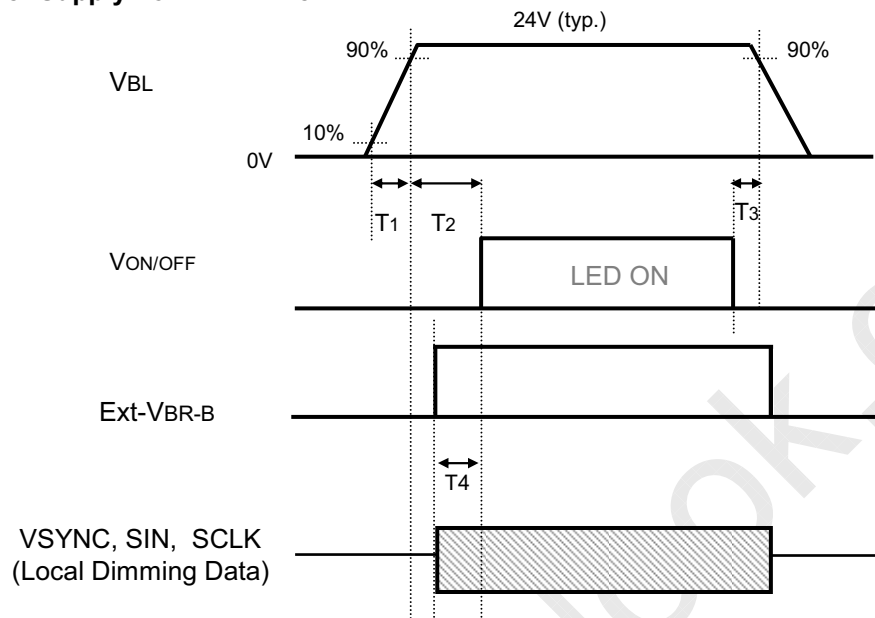 Supply
24V (typ.)
90%
90%
VBL
10%
0V
T1
T2
T3
VON/OFF
LED ON
Ext-VBR-B
T4
VSYNC, SIN, SCLK
(Local Dimming Data)